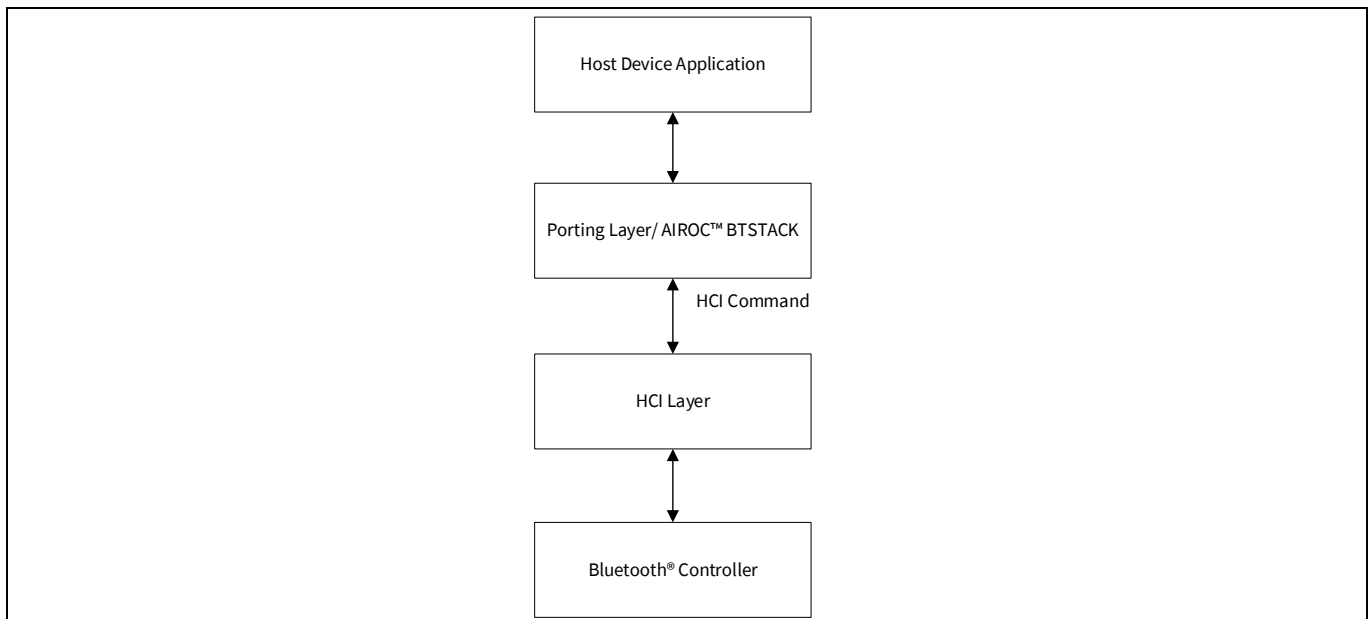 Host Device Application
Porting Layer/ AIROC™ BTSTACK
HCI Command
HCI Layer
Bluetooth® Controller